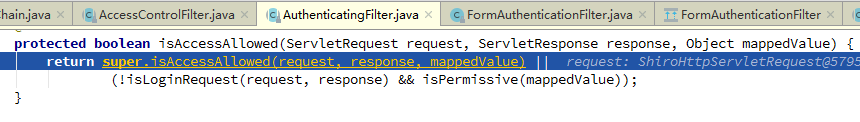 Chain.java
AccessControlFilter.java
AuthenticatingFilter.java
FormAuthenticationFilter.java
FormAuthenticationFilter
protected boolean isAccessAllowed(ServletRequest request, ServletResponse response, Object mappedValue) {
return super.isAccessAllowed(request, response, mappedValue) || request: ShiroHttpServletRequest@5795
(!isLoginRequest(request, response) && isPermissive(mappedValue));
}